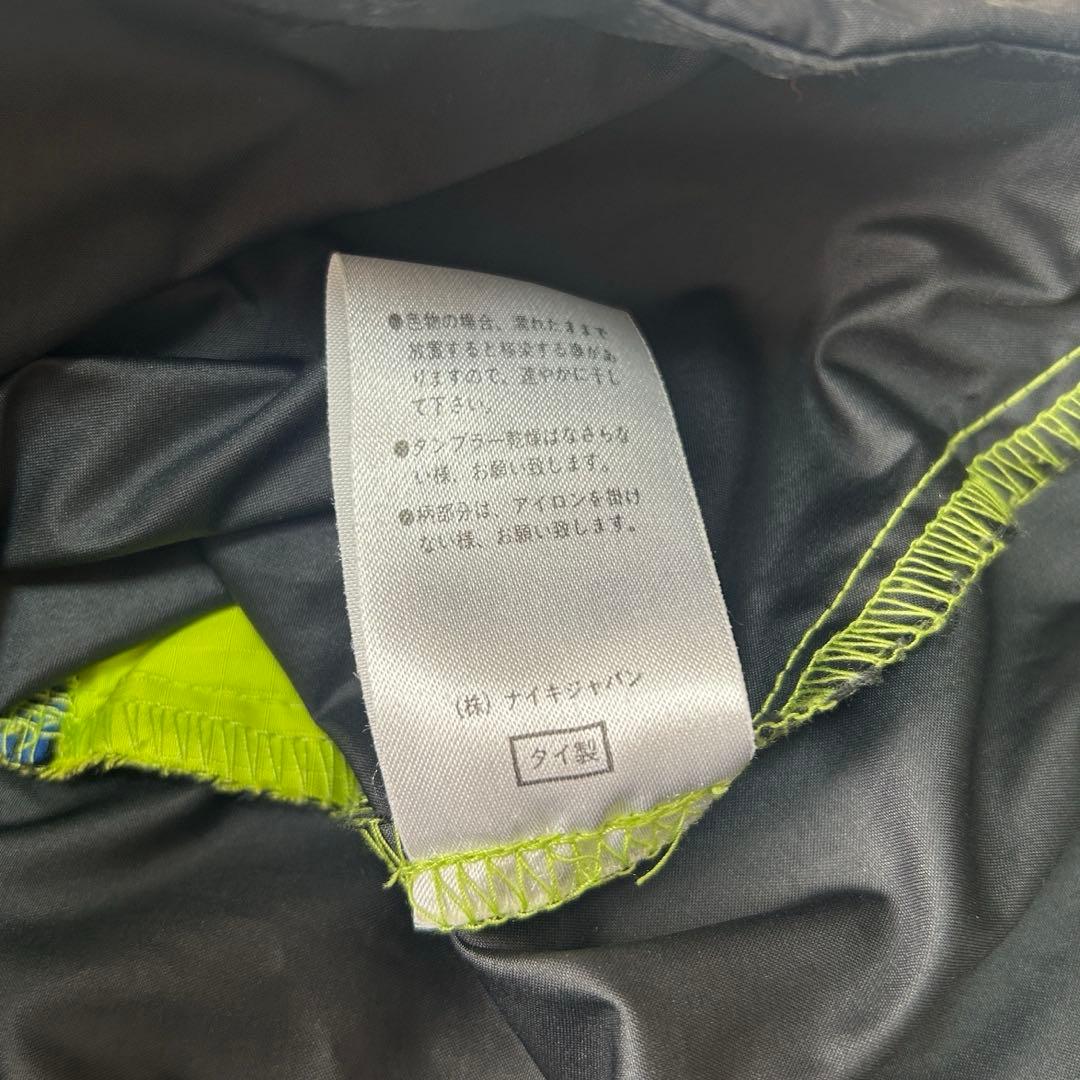 ●色物の場合、濡れたままで
放置すると移染する事があ
りますので、速やかに干し
て下さい。
●タンブラー乾燥はなさらな
い様、お願い致します。
●柄部分は、アイロンを掛け
ない様、お願い致します。
(株) ナイキジャパン
タイ製